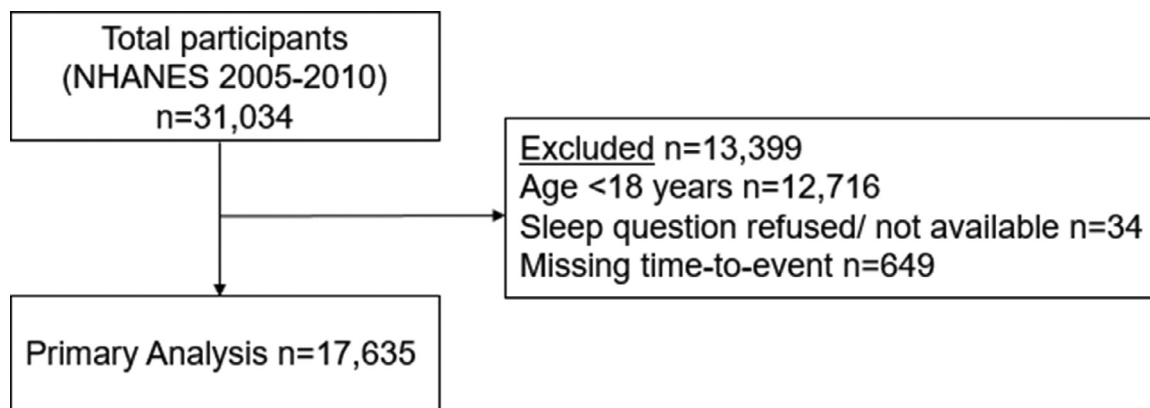 Total participants
(NHANES 2005-2010)
n=31,034
Excluded n=13,399
Age <18 years n=12,716
Sleep question refused/ not available n=34
Missing time-to-event n=649
Primary Analysis n=17,635